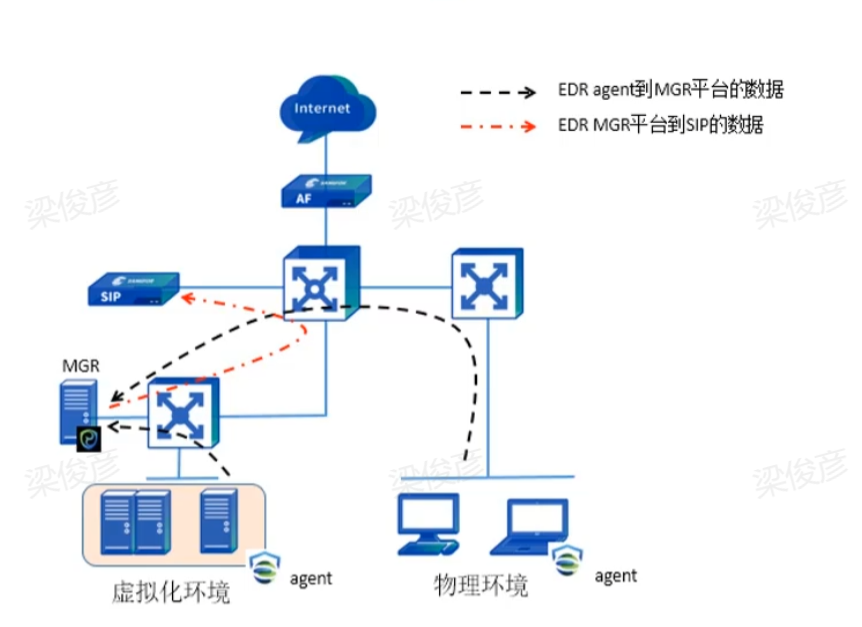 Internet
EDR agent到MGR平台的数据
EDR MGR平台到SIP的数据
梁俊彦
梁俊彦
梁俊彦
SANGFOR
AF
SANGFOR
SIP
MGR
梁俊彦
梁俊彦
梁俊彦
虚拟化环境
agent
物理环境
agent